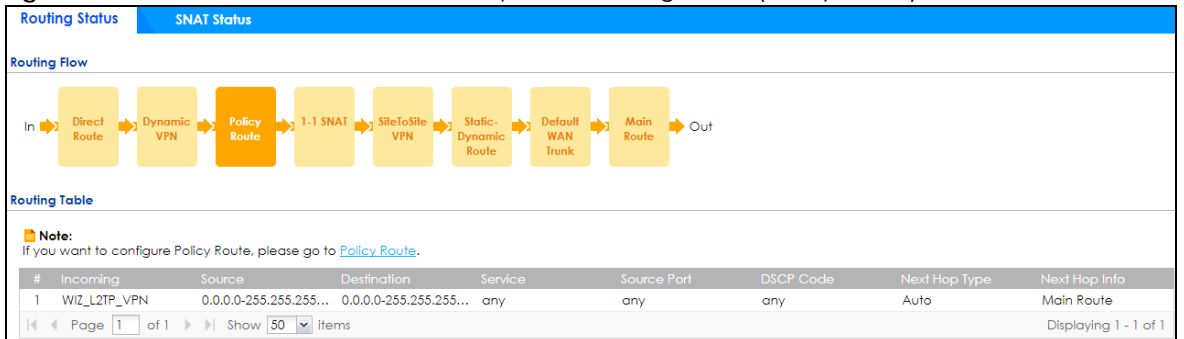 Routing Status SNAT Status
Routing Flow
In Direct Route Dynamic VPN Policy Route 1-1 SNAT SiteToSite VPN Static-Dynamic Route Default WAN Trunk Main Route Out
Routing Table
Note:
If you want to configure Policy Route, please go to Policy Route.
# Incoming Source Destination Service Source Port DSCP Code Next Hop Type Next Hop Info
1 WIZ_L2TP_VPN 0.0.0.0-255.255.255... 0.0.0.0-255.255.255... any any any Auto Main Route
Page 1 of 1 Show 50 items Displaying 1 - 1 of 1